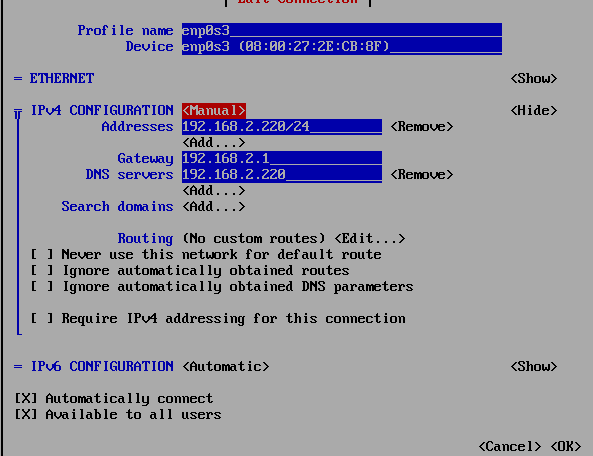 Edit Connection
Profile name enp0s3
Device enp0s3 (08:00:27:2E:CB:8F)
= ETHERNET <Show>
= IPv4 CONFIGURATION <Manual> <Hide>
Addresses 192.168.2.220/24 <Remove>
<Add...>
Gateway 192.168.2.1
DNS servers 192.168.2.220 <Remove>
<Add...>
Search domains <Add...>
Routing (No custom routes) <Edit...>
[ ] Never use this network for default route
[ ] Ignore automatically obtained routes
[ ] Ignore automatically obtained DNS parameters
[ ] Require IPv4 addressing for this connection
= IPv6 CONFIGURATION <Automatic> <Show>
[X] Automatically connect
[X] Available to all users
<Cancel> <OK>